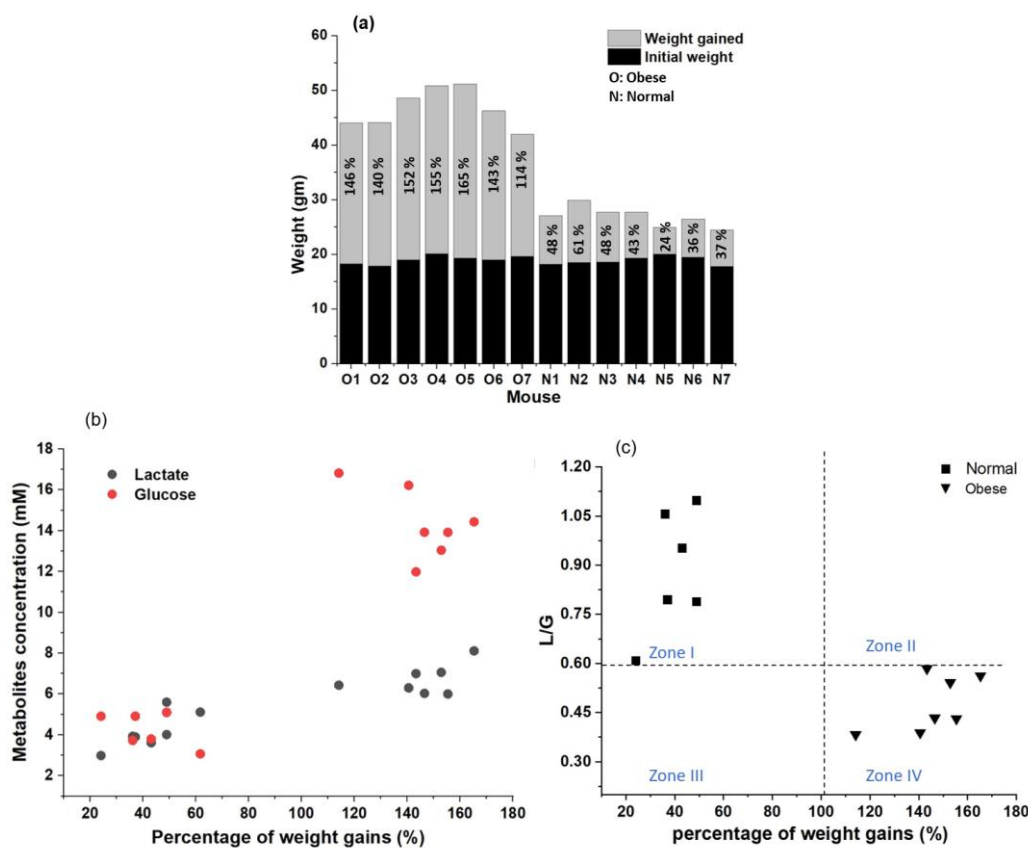 (a)
Weight gained
Initial weight
O: Obese
N: Normal
60
50
40
30
20
10
0
Weight (gm)
146 %
140 %
152 %
155 %
165 %
143 %
114 %
48 %
61 %
48 %
43 %
24 %
36 %
37 %
O1 O2 O3 O4 O5 O6 O7 N1 N2 N3 N4 N5 N6 N7
Mouse
(b)
Lactate
Glucose
18
16
14
12
10
8
6
4
2
Metabolites concentration (mM)
20 40 60 80 100 120 140 160 180
Percentage of weight gains (%)
(c)
Normal
Obese
1.20
1.05
0.90
0.75
0.60
0.45
0.30
L/G
Zone I
Zone II
Zone III
Zone IV
0 20 40 60 80 100 120 140 160 180
percentage of weight gains (%)